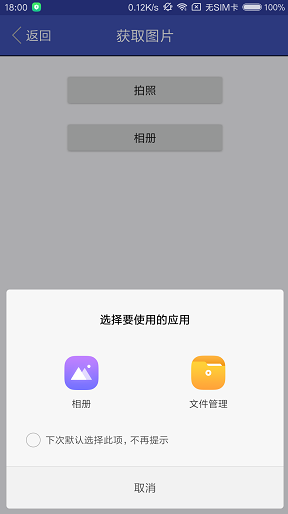 18:00 0.12K/s 无SIM卡 100%
返回 获取图片
拍照
相册
选择要使用的应用
相册 文件管理
下次默认选择此项，不再提示
取消